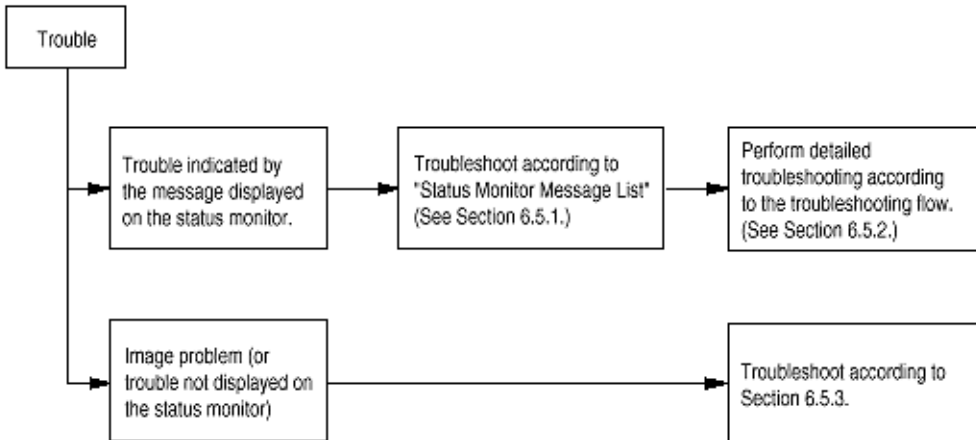 Trouble
Trouble indicated by
the message displayed
on the status monitor.
Troubleshoot according to
"Status Monitor Message List"
(See Section 6.5.1.)
Perform detailed
troubleshooting according
to the troubleshooting flow.
(See Section 6.5.2.)
Image problem (or
trouble not displayed on
the status monitor)
Troubleshoot according to
Section 6.5.3.